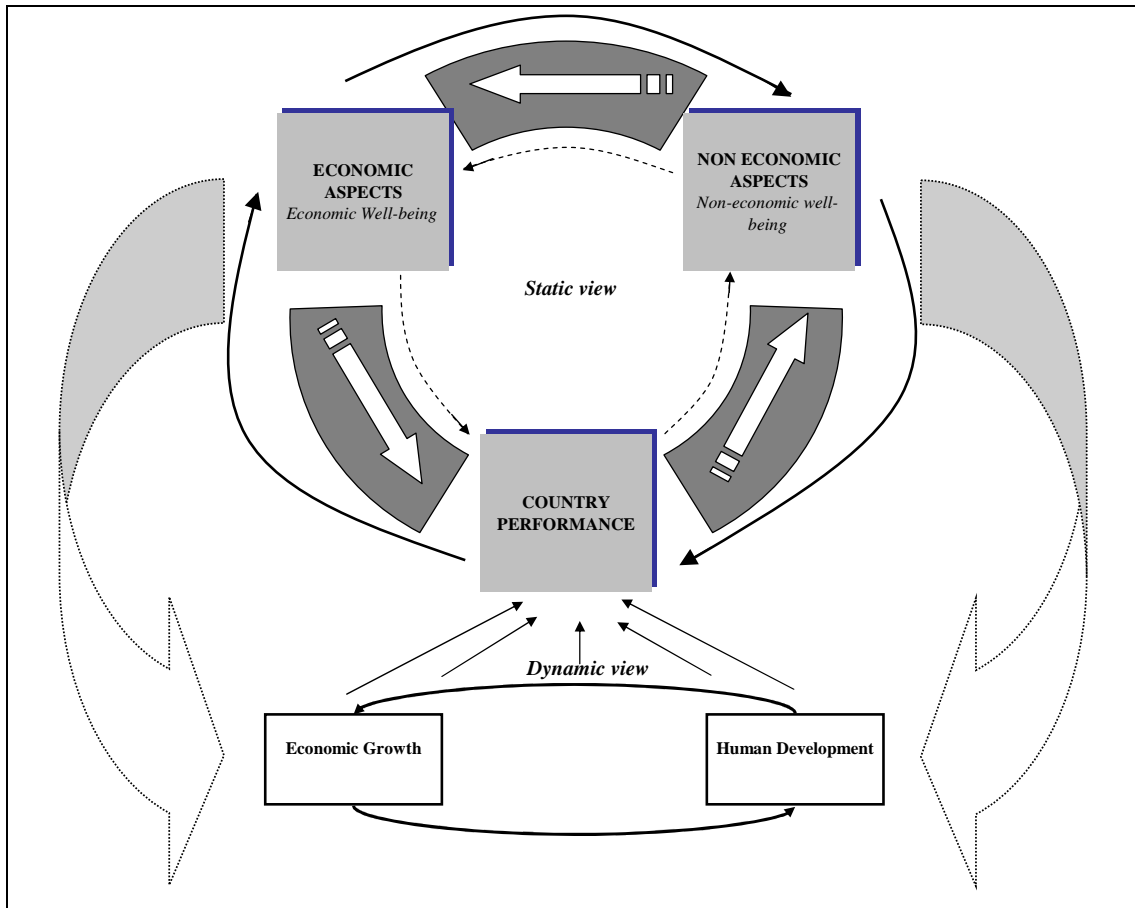 ECONOMIC
ASPECTS
Economic Well-being
NON ECONOMIC
ASPECTS
Non-economic well-
being
Static view
COUNTRY
PERFORMANCE
Dynamic view
Economic Growth
Human Development